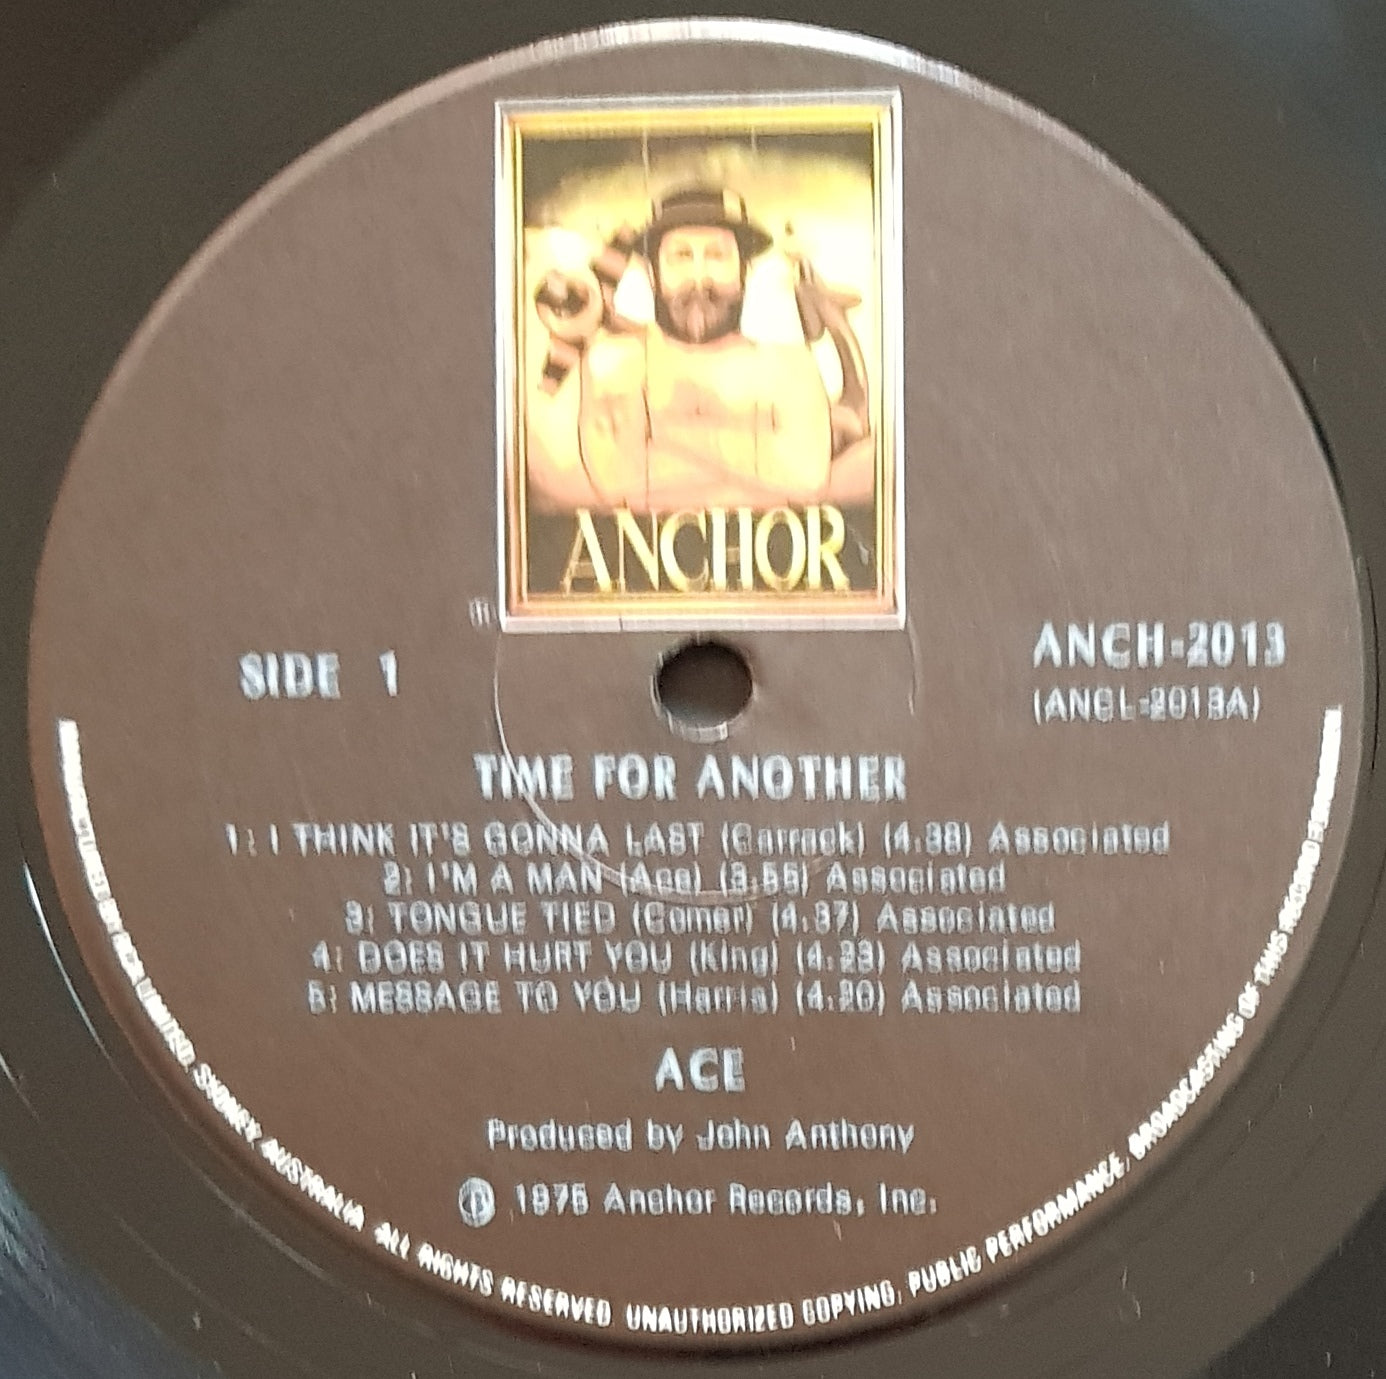 ANCHOR
SIDE 1
ANCH-2013
(ANCL-2013A)
TIME FOR ANOTHER
1: I THINK IT'S GONNA LAST (Carrack) (4.38) Associated
2: I'M A MAN (Ace) (3.55) Associated
3: TONGUE TIED (Comer) (4.37) Associated
4: DOES IT HURT YOU (King) (4.23) Associated
5: MESSAGE TO YOU (Harris) (4.20) Associated
ACE
Produced by John Anthony
Ⓟ 1975 Anchor Records, Inc.
LIMITED, SYDNEY, AUSTRALIA. ALL RIGHTS RESERVED UNAUTHORIZED COPYING, PUBLIC PERFORMANCE, BROADCASTING OF THIS RECORD